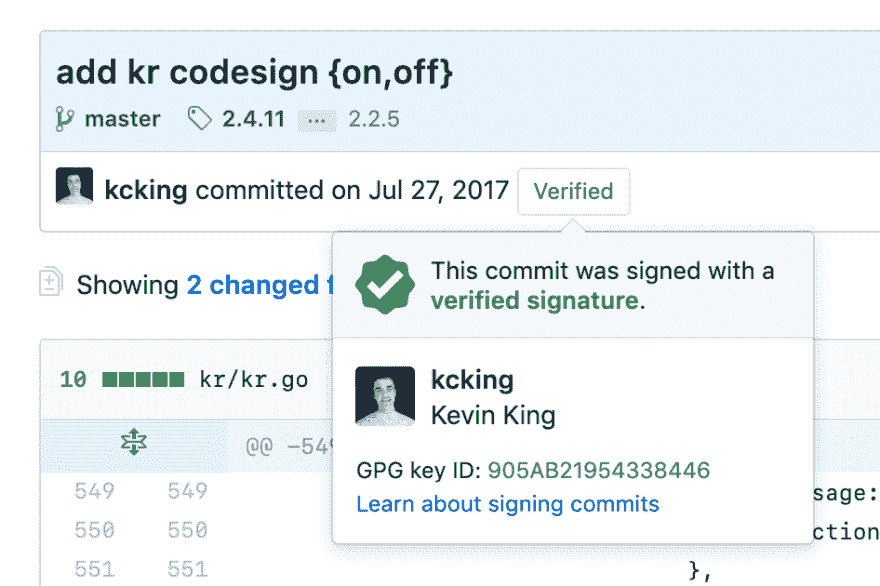 add kr codesign {on,off}
master 2.4.11 ... 2.2.5
kcking committed on Jul 27, 2017 Verified
This commit was signed with a
verified signature.
Showing 2 changed
10 kr/kr.go
kcking
Kevin King
@@ -549
GPG key ID: 905AB21954338446
Learn about signing commits
549 549 sage:
550 550 ction
551 551 },